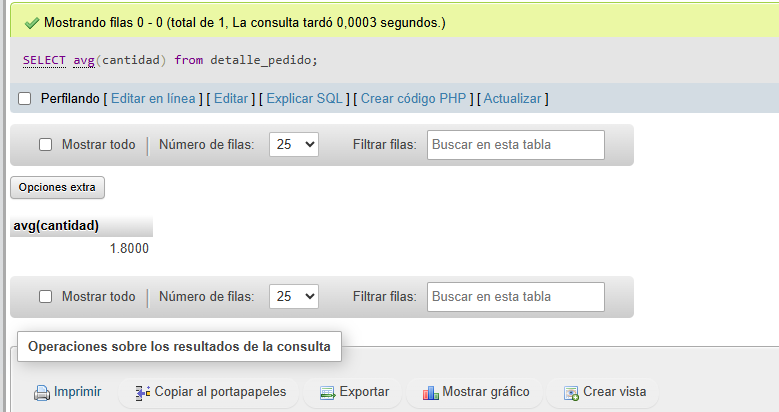 Mostrando filas 0 - 0 (total de 1, La consulta tardó 0,0003 segundos.)
SELECT avg(cantidad) from detalle_pedido;
Perfilando [ Editar en línea ] [ Editar ] [ Explicar SQL ] [ Crear código PHP ] [ Actualizar ]
Mostrar todo | Número de filas: 25 Filtrar filas: Buscar en esta tabla
Opciones extra
avg(cantidad)
1.8000
Mostrar todo | Número de filas: 25 Filtrar filas: Buscar en esta tabla
Operaciones sobre los resultados de la consulta
Imprimir Copiar al portapapeles Exportar Mostrar gráfico Crear vista